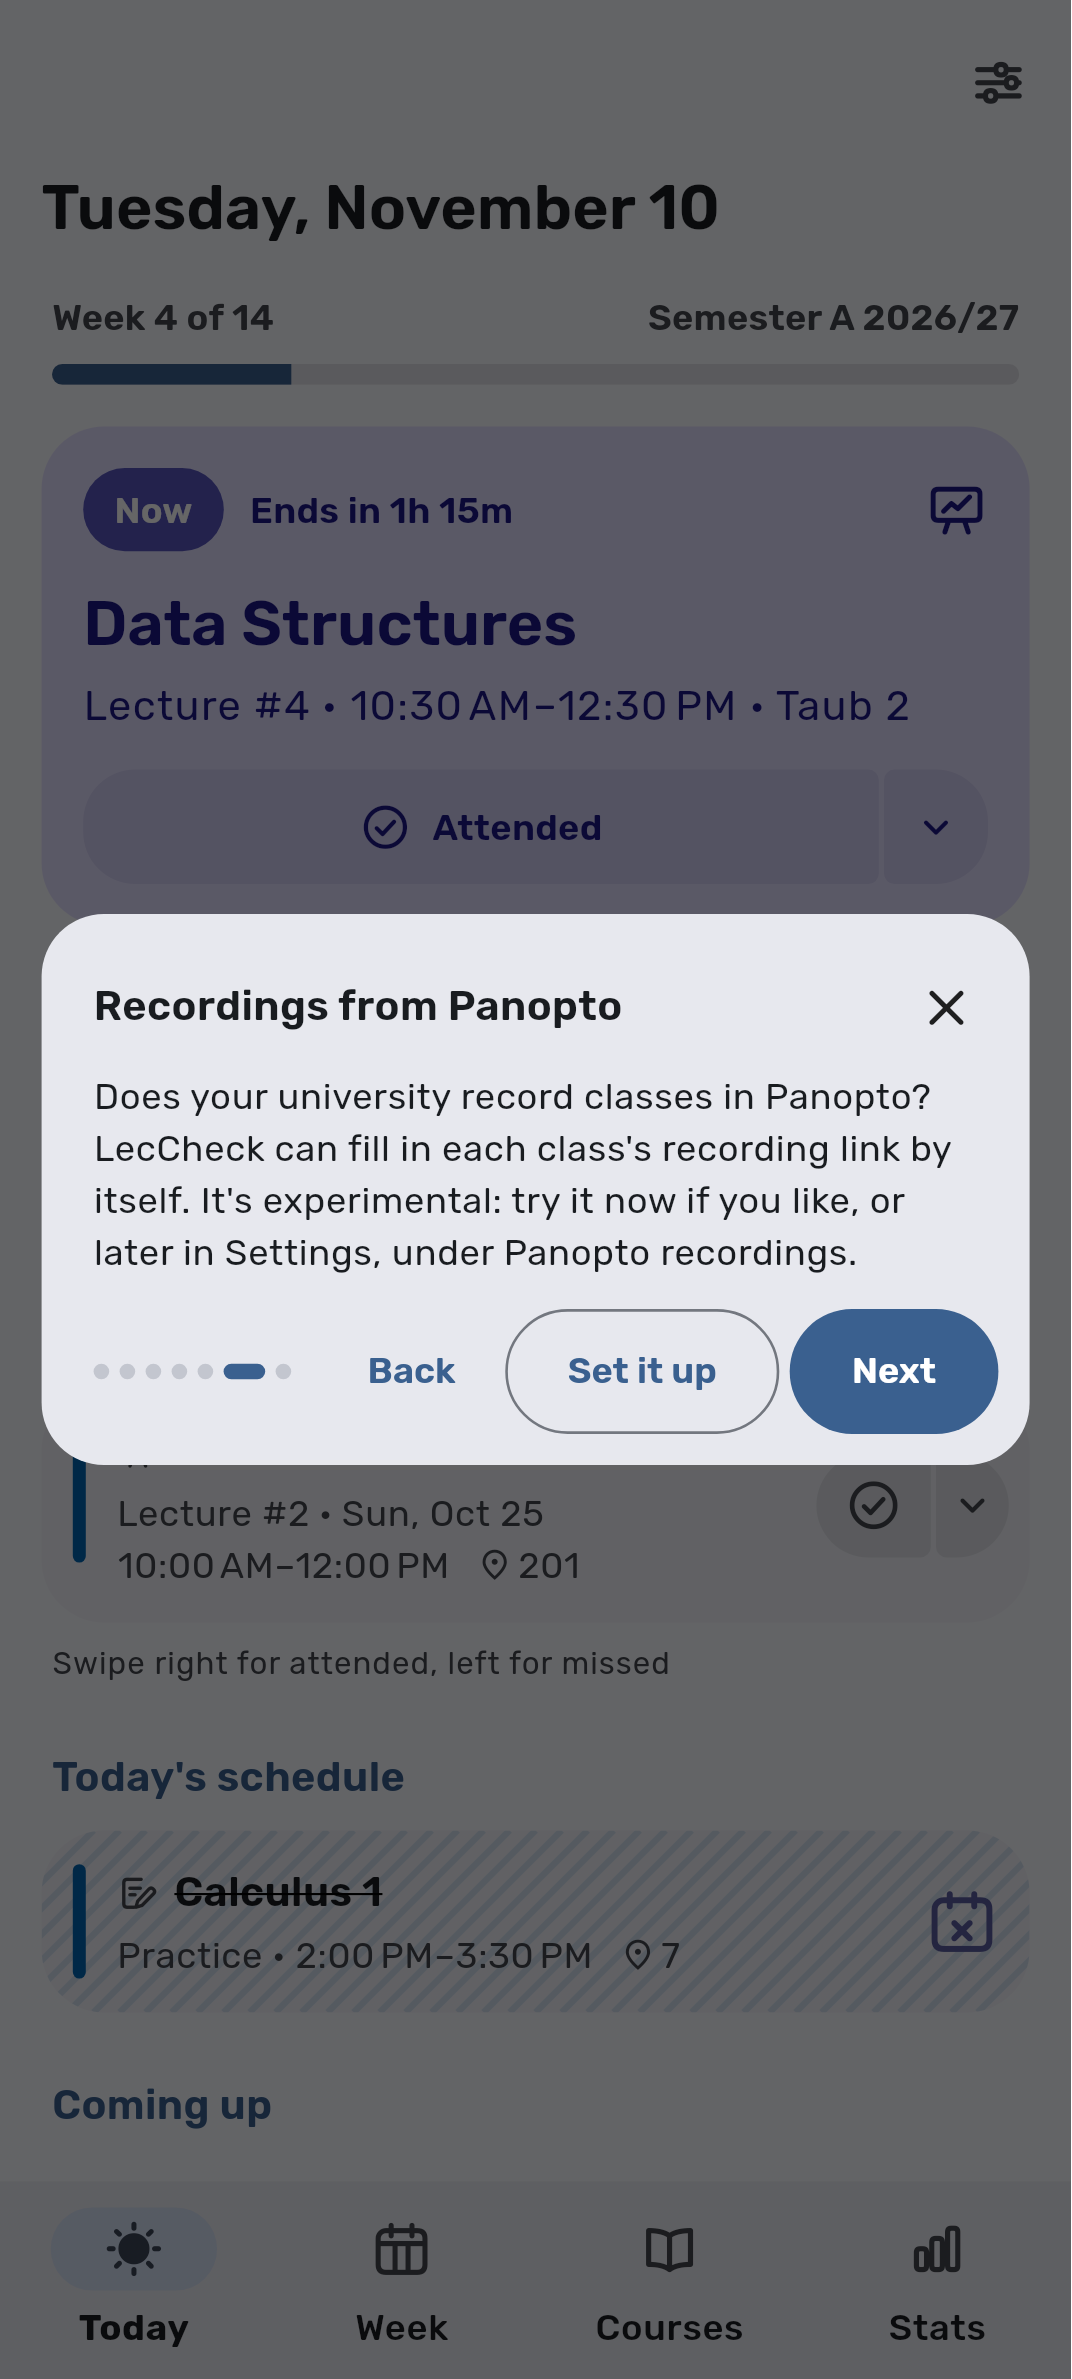 Tuesday, November 10
Week 4 of 14
Semester A 2026/27
Now
Ends in 1h 15m
Data Structures
Lecture #4 • 10:30 AM–12:30 PM • Taub 2
Attended
Recordings from Panopto
Does your university record classes in Panopto?
LecCheck can fill in each class's recording link by
itself. It's experimental: try it now if you like, or
later in Settings, under Panopto recordings.
Back
Set it up
Next
Lecture #2 • Sun, Oct 25
10:00 AM–12:00 PM 201
Swipe right for attended, left for missed
Today's schedule
Calculus 1
Practice • 2:00 PM–3:30 PM 7
Coming up
Today
Week
Courses
Stats